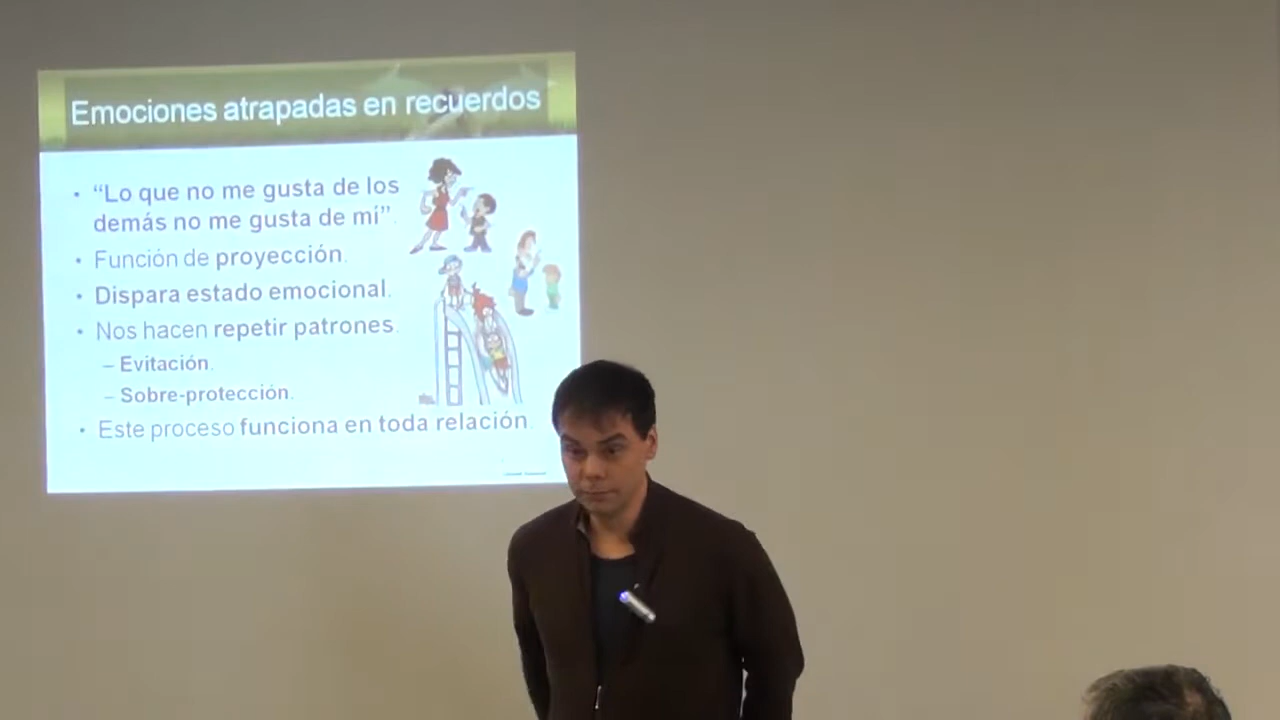 Emociones atrapadas en recuerdos
• “Lo que no me gusta de los
demás no me gusta de mí”.
• Función de proyección.
• Dispara estado emocional.
• Nos hacen repetir patrones.
– Evitación.
– Sobre-protección.
• Este proceso funciona en toda relación.